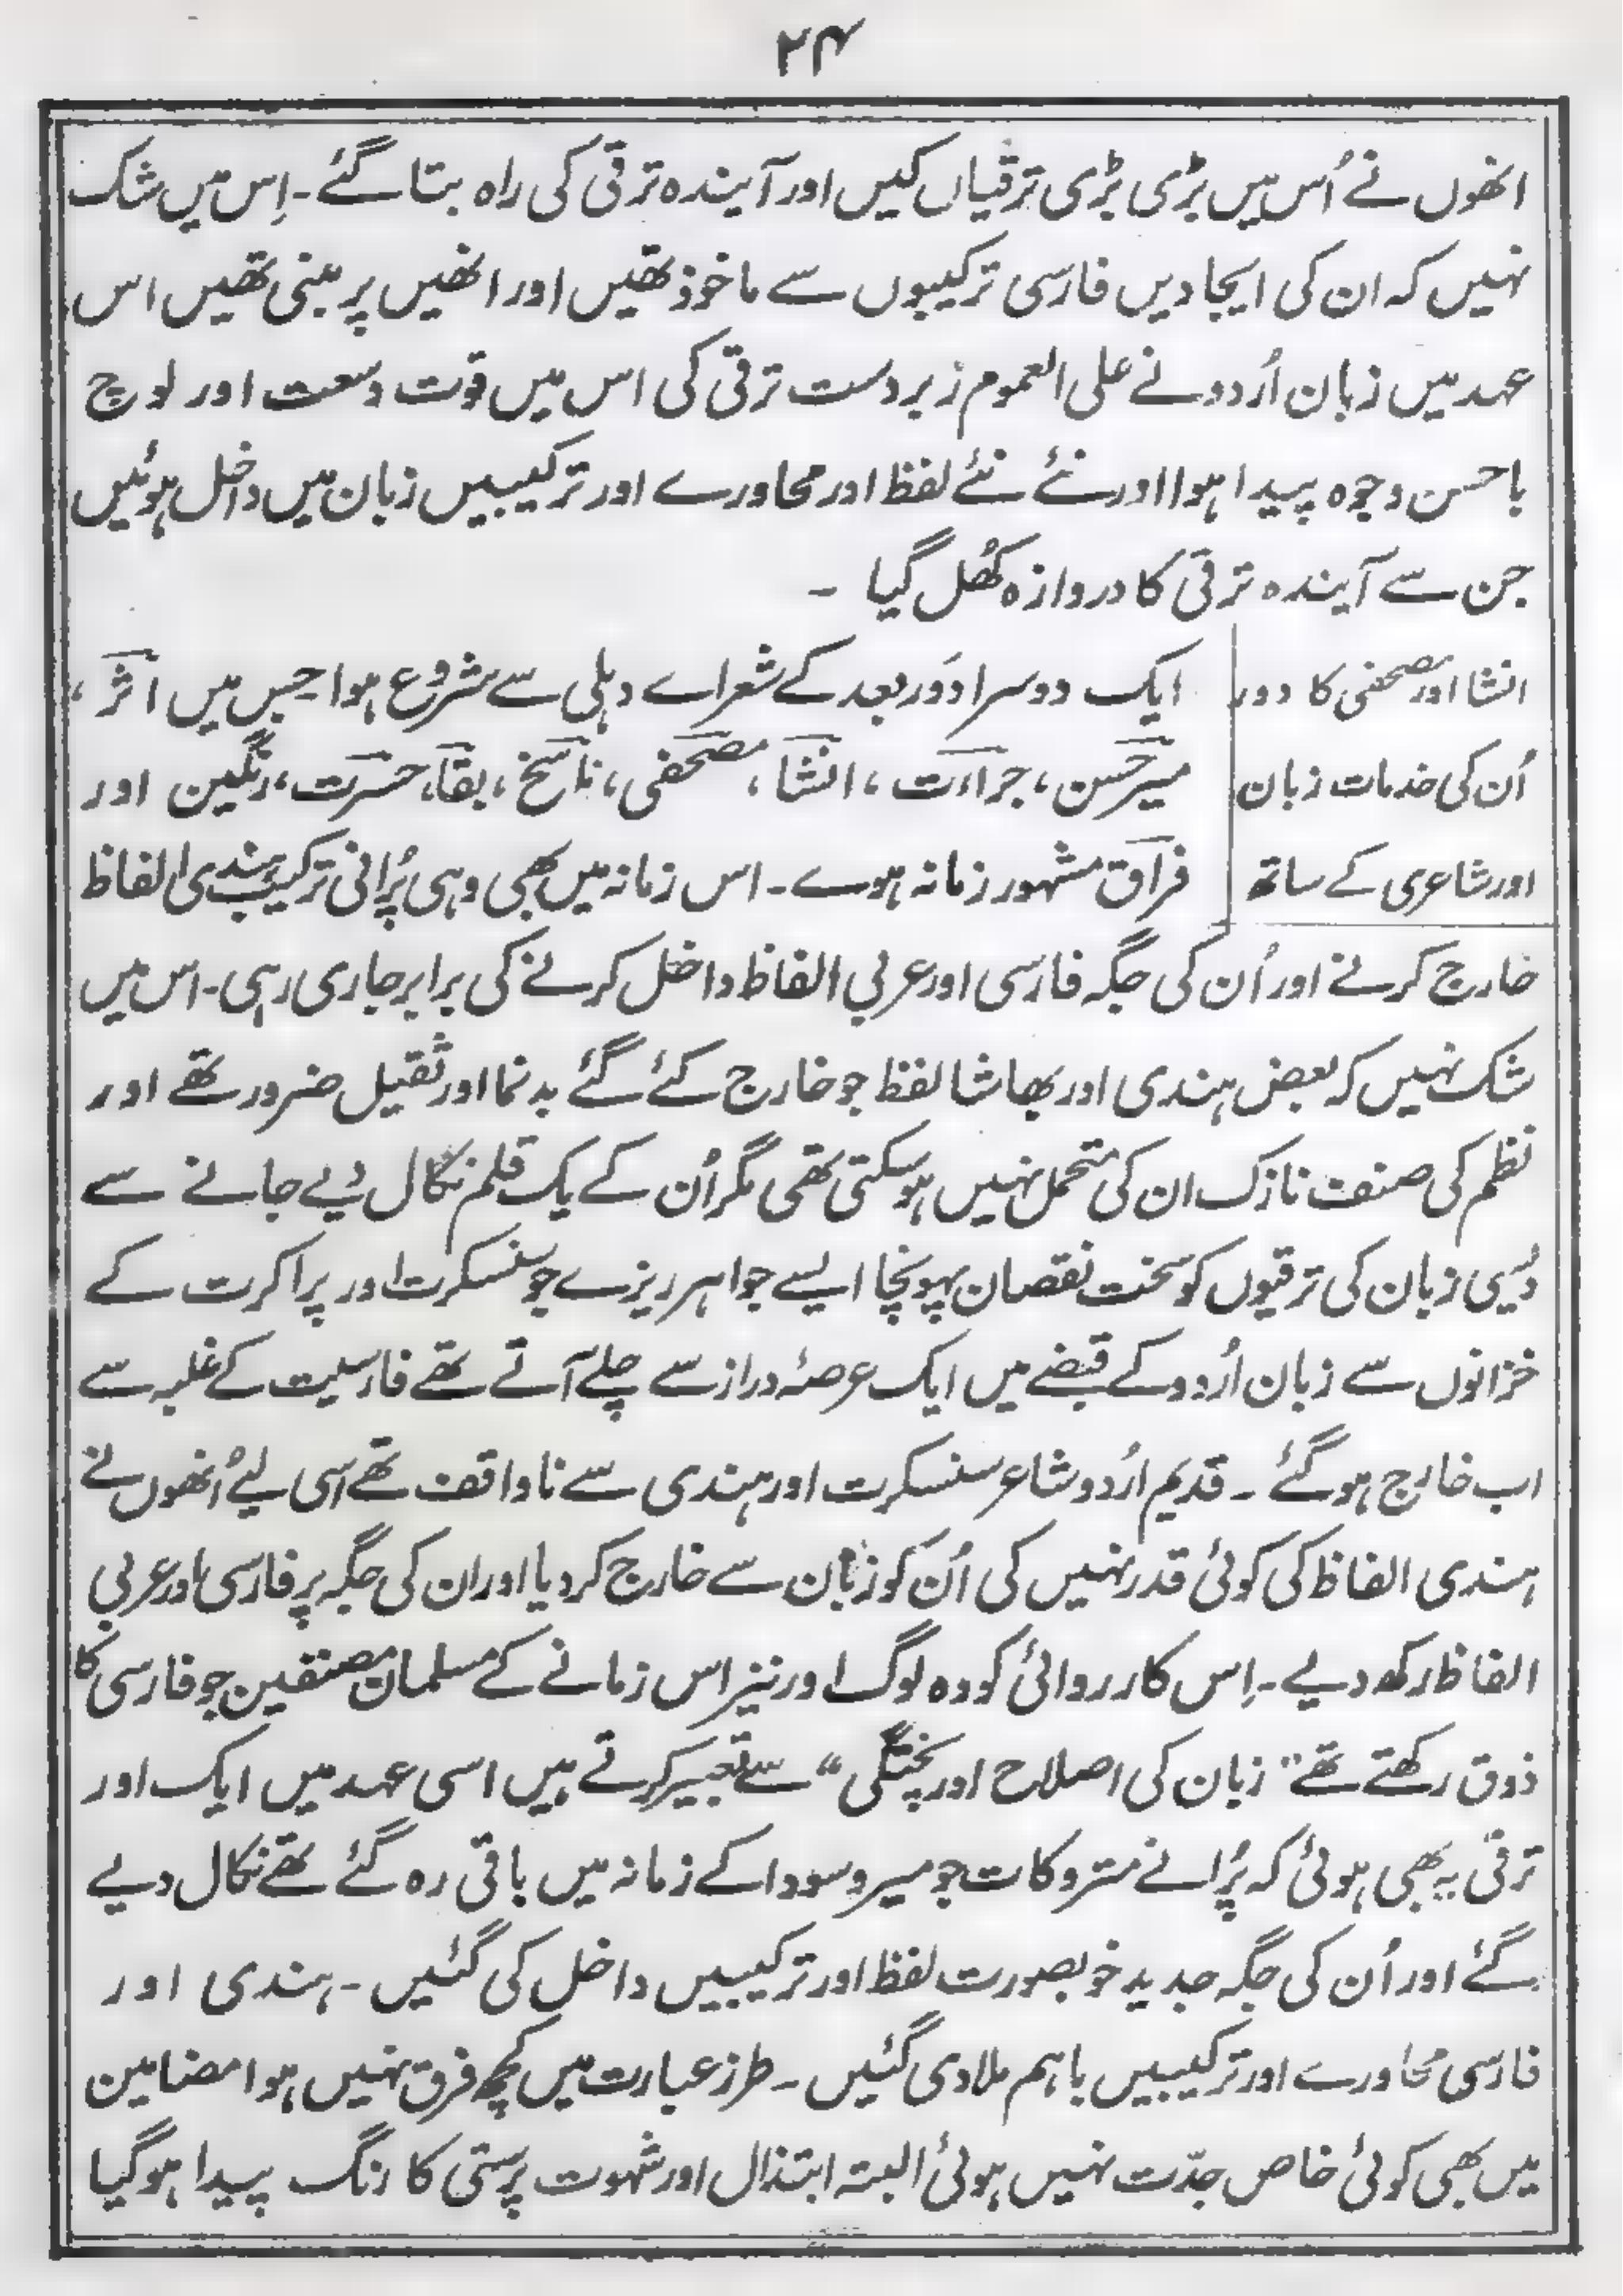 ۲۴
انھوں نے اُس میں بڑی بڑی ترقیاں کیں اور آیندہ ترقی کی راہ بتا گئے۔ اِس میں شک
نہیں کہ ان کی ایجادیں فارسی ترکیبوں سے ماخوذ تھیں اور انھیں پر مبنی تھیں اس
عہد میں زبان اُردو نے علی العموم زبردست ترقی کی اس میں قوت وسعت اور لوچ
باحسن وجوہ پیدا ہوا اور نئے نئے لفظ اور محاورے اور ترکیبیں زبان میں داخل ہوئیں
جن سے آیندہ ترقی کا دروازہ کُھل گیا ۔
انشا اور مصحفی کا دور
اُن کی خدمات زبان
اور شاعری کے ساتھ
ایک دوسرا دَور بعد کے شعراے دہلی سے شروع ہوا جس میں اثر ،
میر حسن ، جراءت ، انشا ، مصحفی ، ناسخ ، بقا، حسرت ، رنگین اور
فراق مشہور زمانہ ہوے ۔ اس زمانہ میں بھی وہی پُرانی ترکیب ہندی الفاظ
خارج کرنے اور اُن کی جگہ فارسی اور عربی الفاظ داخل کرنے کی برابر جاری رہی۔ اس میں
شک نہیں کہ بعض ہندی اور بھاشا لفظ جو خارج کئے گئے بدنما اور ثقیل ضرور تھے اور
نظم کی صنف نازک ان کی متحمل نہیں ہو سکتی تھی مگر اُن کے یک قلم نکال دیے جانے سے
دیسی زبان کی ترقیوں کو سخت نقصان پہونچا ایسے جواہر ریزے جو سنسکرت اور پراکرت کے
خزانوں سے زبان اُردو کے قبضے میں ایک عرصۂ دراز سے چلے آتے تھے فارسیت کے غلبہ سے
اب خارج ہو گئے ۔ قدیم اُردو شاعر سنسکرت اور ہندی سے ناواقف تھے اسی لیے اُنھوں نے
ہندی الفاظ کی کوئی قدر نہیں کی اُن کو زبان سے خارج کر دیا اور ان کی جگہ پر فارسی اور عربی
الفاظ رکھ دیے ۔ اِس کارروائی کو وہ لوگ اور نیز اس زمانے کے مسلمان مصنفین جو فارسی کا
ذوق رکھتے تھے "زبان کی اصلاح اور پختگی" سے تعبیر کرتے ہیں اسی عہد میں ایک اور
ترقی یہ بھی ہوئی کہ پُرانے متروکات جو میر و سودا کے زمانہ میں باقی رہ گئے تھے نکال دیے
گئے اور اُن کی جگہ جدید خوبصورت لفظ اور ترکیبیں داخل کی گئیں ۔ ہندی اور
فارسی محاورے اور ترکیبیں باہم ملا دی گئیں ۔ طرز عبارت میں کچھ فرق نہیں ہوا مضامین
میں بھی کوئی خاص جدّت نہیں ہوئی البتہ ابتذال اور شہوت پرستی کا رنگ پیدا ہو گیا